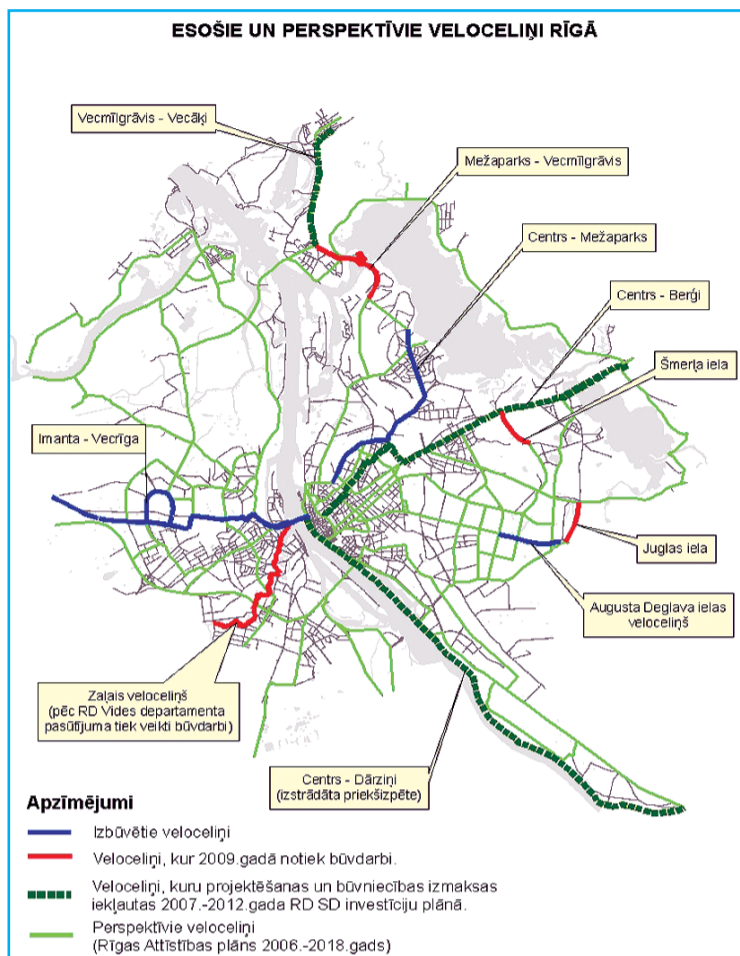 ESOŠIE UN PERSPEKTĪVIE VELOCELIŅI RĪGĀ
Vecmīlgrāvis - Vecāķi
Mežaparks - Vecmīlgrāvis
Centrs - Mežaparks
Centrs - Berģi
Šmerļa iela
Imanta - Vecrīga
Juglas iela
Augusta Deglava ielas
veloceliņš
Zaļais veloceliņš
(pēc RD Vides departamenta
pasūtījuma tiek veikti būvdarbi)
Centrs - Dārziņi
(izstrādāta priekšizpēte)
Apzīmējumi
Izbūvētie veloceliņi
Veloceliņi, kur 2009.gadā notiek būvdarbi.
Veloceliņi, kuru projektēšanas un būvniecības izmaksas
iekļautas 2007.-2012.gada RD SD investīciju plānā.
Perspektīvie veloceliņi
(Rīgas Attīstības plāns 2006.-2018.gads)